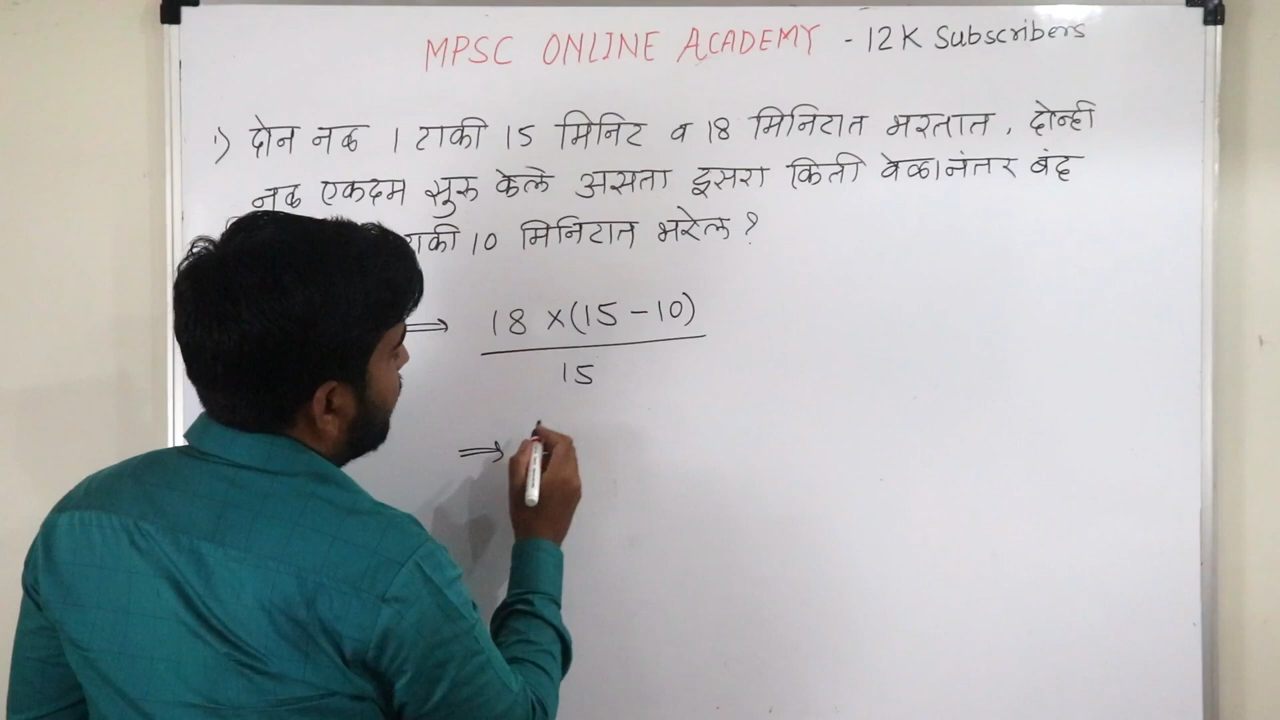 MPSC ONLINE ACADEMY - 12K Subscribers
1) दोन नळ 1 टाकी 15 मिनिट व 18 मिनिटात भरतात. दोन्ही
नळ एकदम सुरु केले असता दुसरा किती वेळानंतर बंद
10 मिनिटात भरेल ?
⇒ 18 ×(15-10)
15
⇒